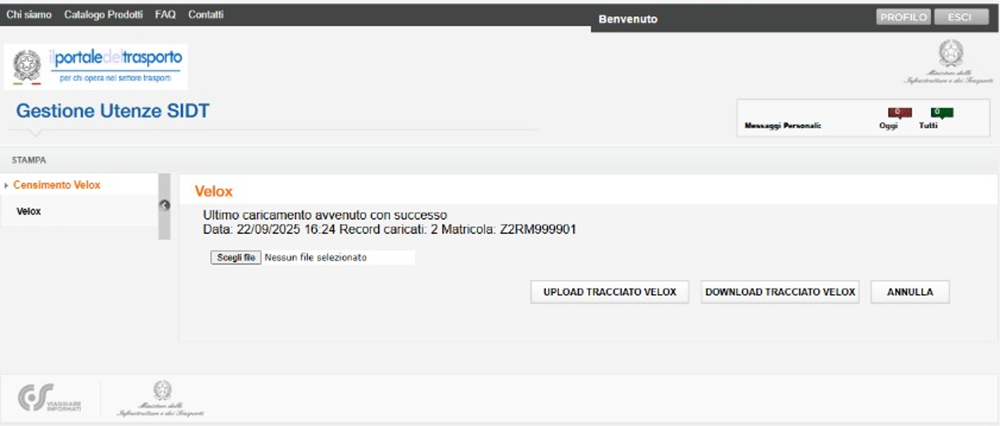 Chi siamo Catalogo Prodotti FAQ Contatti
Benvenuto
PROFILO ESCI
ilportaledeltrasporto
per chi opera nel settore trasporti
Ministero delle
Infrastrutture e dei Trasporti
Gestione Utenze SIDT
0 0
Messaggi Personali: Oggi Tutti
STAMPA
Censimento Velox
Velox
Velox
Ultimo caricamento avvenuto con successo
Data: 22/09/2025 16:24 Record caricati: 2 Matricola: Z2RM999901
Scegli file Nessun file selezionato
UPLOAD TRACCIATO VELOX DOWNLOAD TRACCIATO VELOX ANNULLA
VIAGGIARE
INFORMATI
Ministero delle
Infrastrutture e dei Trasporti